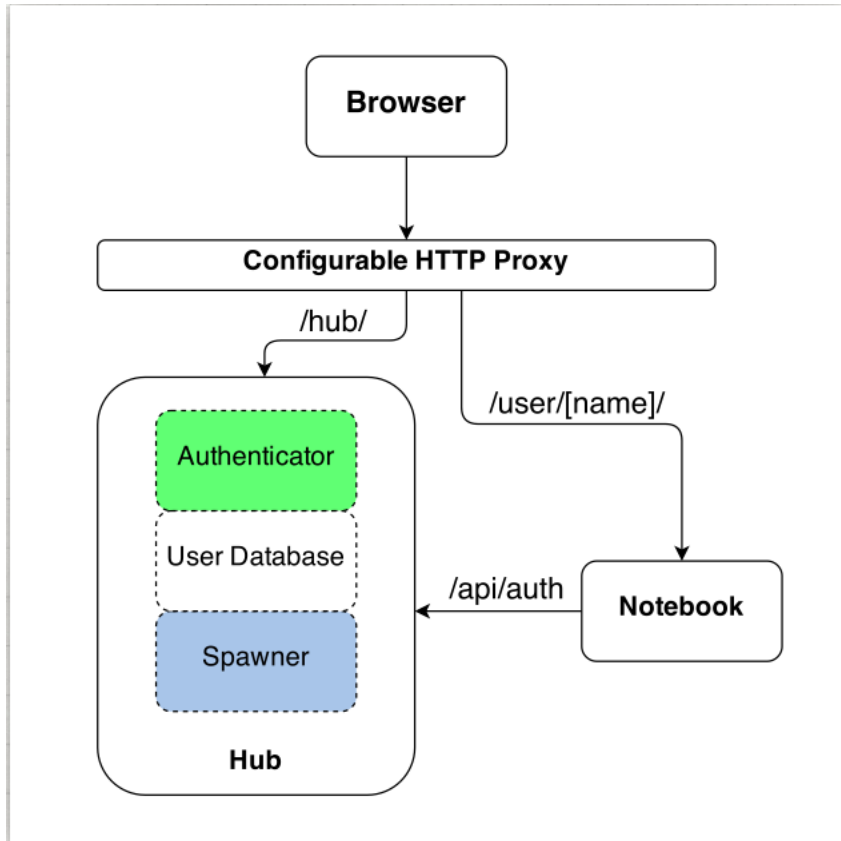 Browser
Configurable HTTP Proxy
/hub/
/user/[name]/
Authenticator
User Database
/api/auth
Notebook
Spawner
Hub